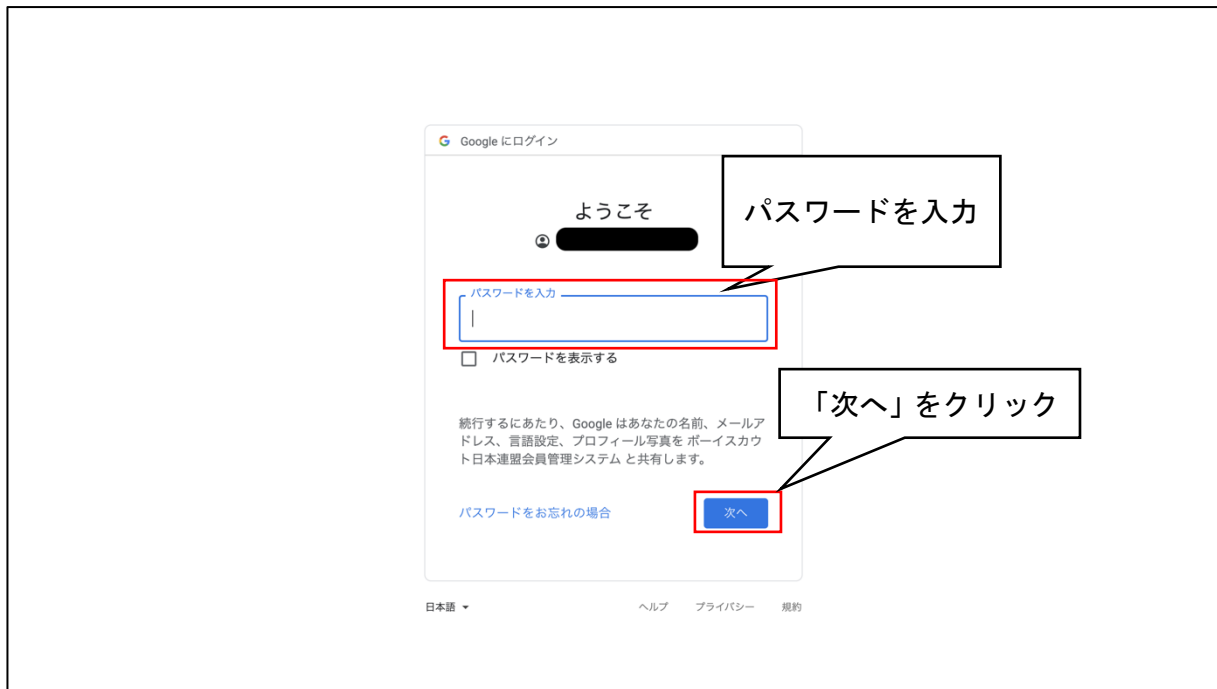 Google にログイン
ようこそ
パスワードを入力
パスワードを入力
パスワードを表示する
「次へ」をクリック
続行するにあたり、Google はあなたの名前、メールア
ドレス、言語設定、プロフィール写真を ボーイスカウ
ト日本連盟会員管理システム と共有します。
パスワードをお忘れの場合
次へ
日本語
ヘルプ プライバシー 規約